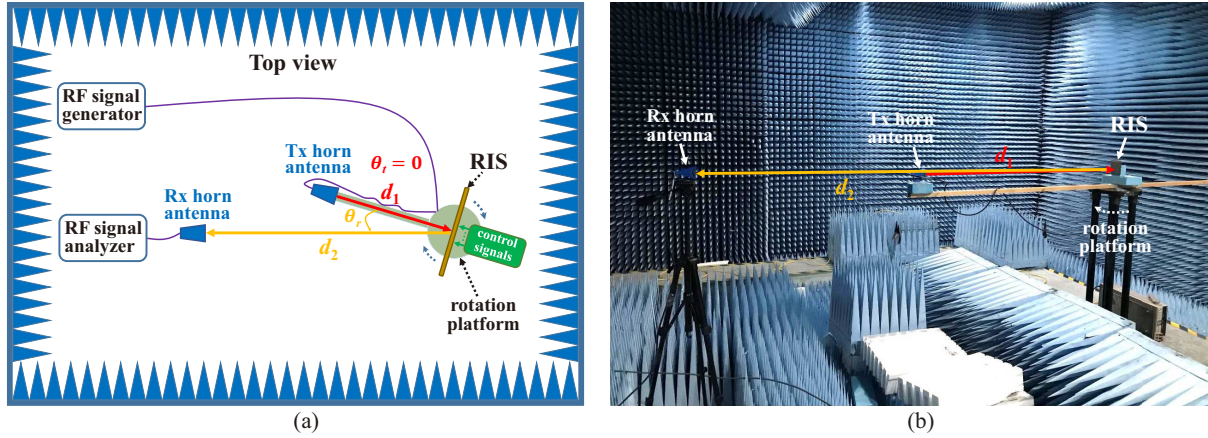 Top view
RF signal
generator
Tx horn
antenna
θt = 0
d1
RIS
Rx horn
antenna
θr
RF signal
analyzer
d2
control
signals
rotation
platform
(a)
Rx horn
antenna
Tx horn
antenna
RIS
d1
d2
rotation
platform
(b)